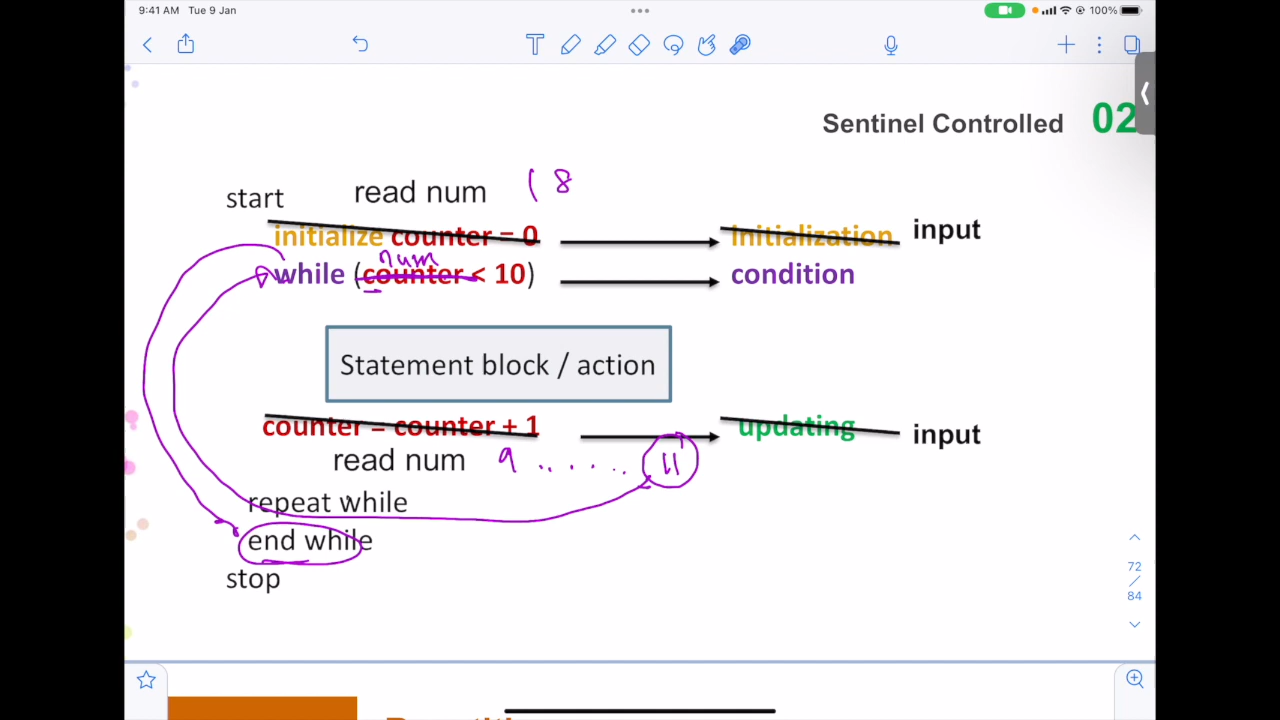 9:41 AM Tue 9 Jan
100%
Sentinel Controlled 02
start read num ( 8
initialize counter = 0 initialization input
num
while (counter < 10) condition
Statement block / action
counter = counter + 1 updating input
read num 9 ...... 11
repeat while
end while
stop
72
/
84